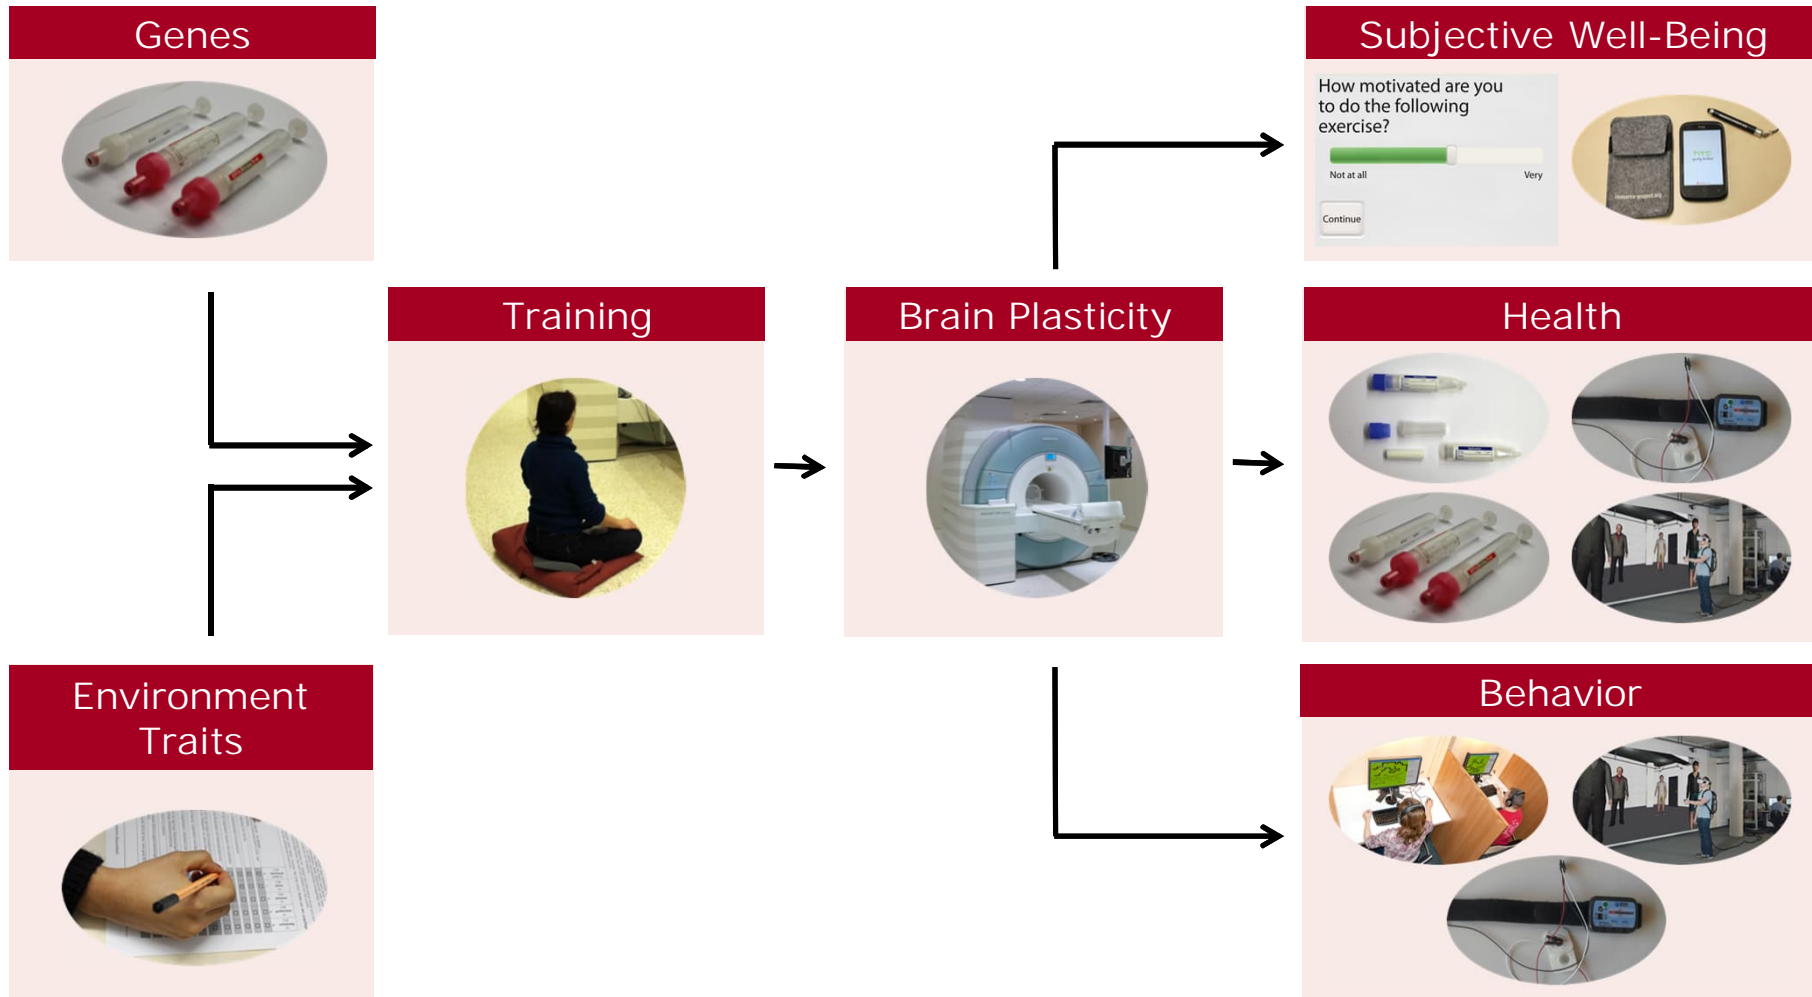 Genes
Subjective Well-Being
How motivated are you
to do the following
exercise?
Not at all
Very
Continue
hTC
Training
Brain Plasticity
Health
Environment
Traits
Behavior